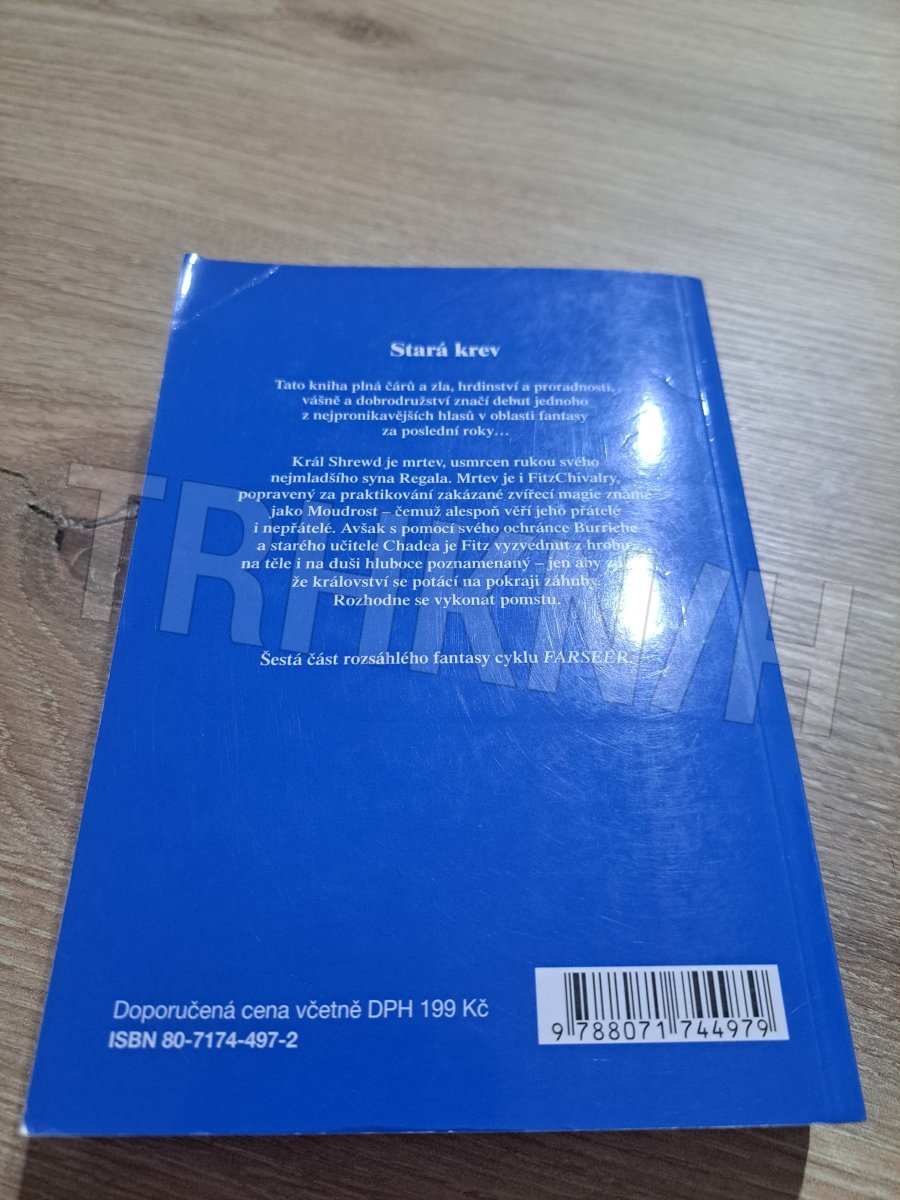 Stará krev
Tato kniha plná čárů a zla, hrdinství a proradnosti,
vášně a dobrodružství značí debut jednoho
z nejpronikavějších hlasů v oblasti fantasy
za poslední roky…
Král Shrewd je mrtev, usmrcen rukou svého
nejmladšího syna Regala. Mrtev je i FitzChivalry,
popravený za praktikování zakázané zvířecí magie známé
jako Moudrost – čemuž alespoň věří jeho přátelé
i nepřátelé. Avšak s pomocí svého ochránce Burriche
a starého učitele Chadea je Fitz vyzvednut z hrobu,
na těle i na duši hluboce poznamenaný – jen aby
že království se potácí na pokraji záhuby.
Rozhodne se vykonat pomstu.
Šestá část rozsáhlého fantasy cyklu FARSEER.
TRHKNIH
Doporučená cena včetně DPH 199 Kč
ISBN 80-7174-497-2
9 788071 744979